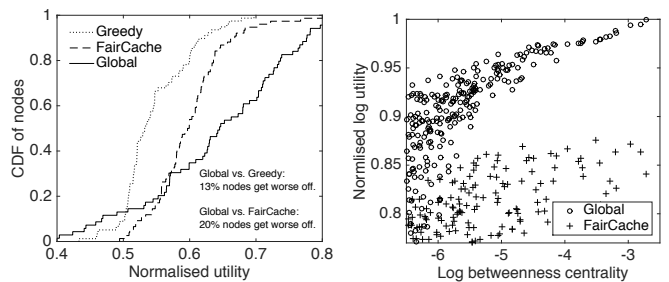 Greedy
FairCache
Global
Global vs. Greedy:
13% nodes get worse off.
Global vs. FairCache:
20% nodes get worse off.
CDF of nodes
1
0.8
0.6
0.4
0.2
0
0.4 0.5 0.6 0.7 0.8
Normalised utility
Normlised log utility
1.0
0.95
0.9
0.85
0.8
Global
FairCache
-6 -5 -4 -3
Log betweenness centrality